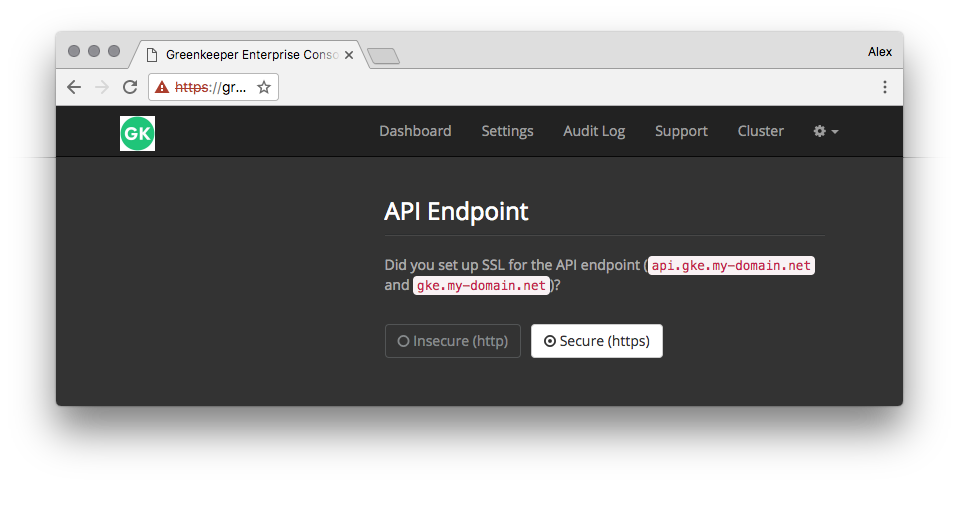 Greenkeeper Enterprise Conso
Alex
https://gr...
GK
Dashboard Settings Audit Log Support Cluster
API Endpoint
Did you set up SSL for the API endpoint (api.gke.my-domain.net
and gke.my-domain.net)?
Insecure (http) Secure (https)